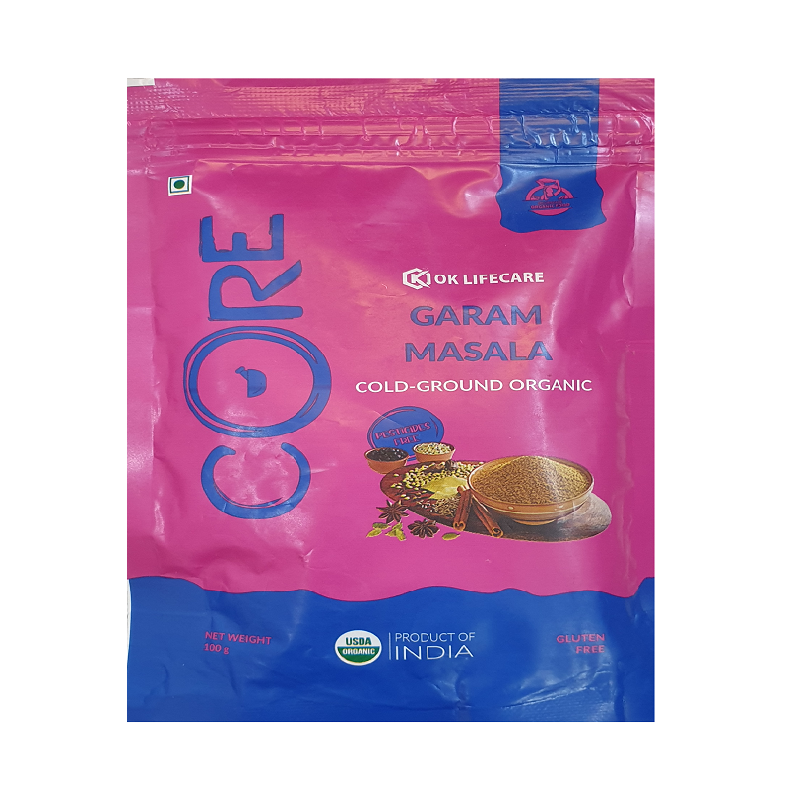 CORE
OK LIFECARE
GARAM
MASALA
COLD-GROUND ORGANIC
PESTICIDES
FREE
NET WEIGHT
100 g
USDA
ORGANIC
PRODUCT OF
INDIA
GLUTEN
FREE